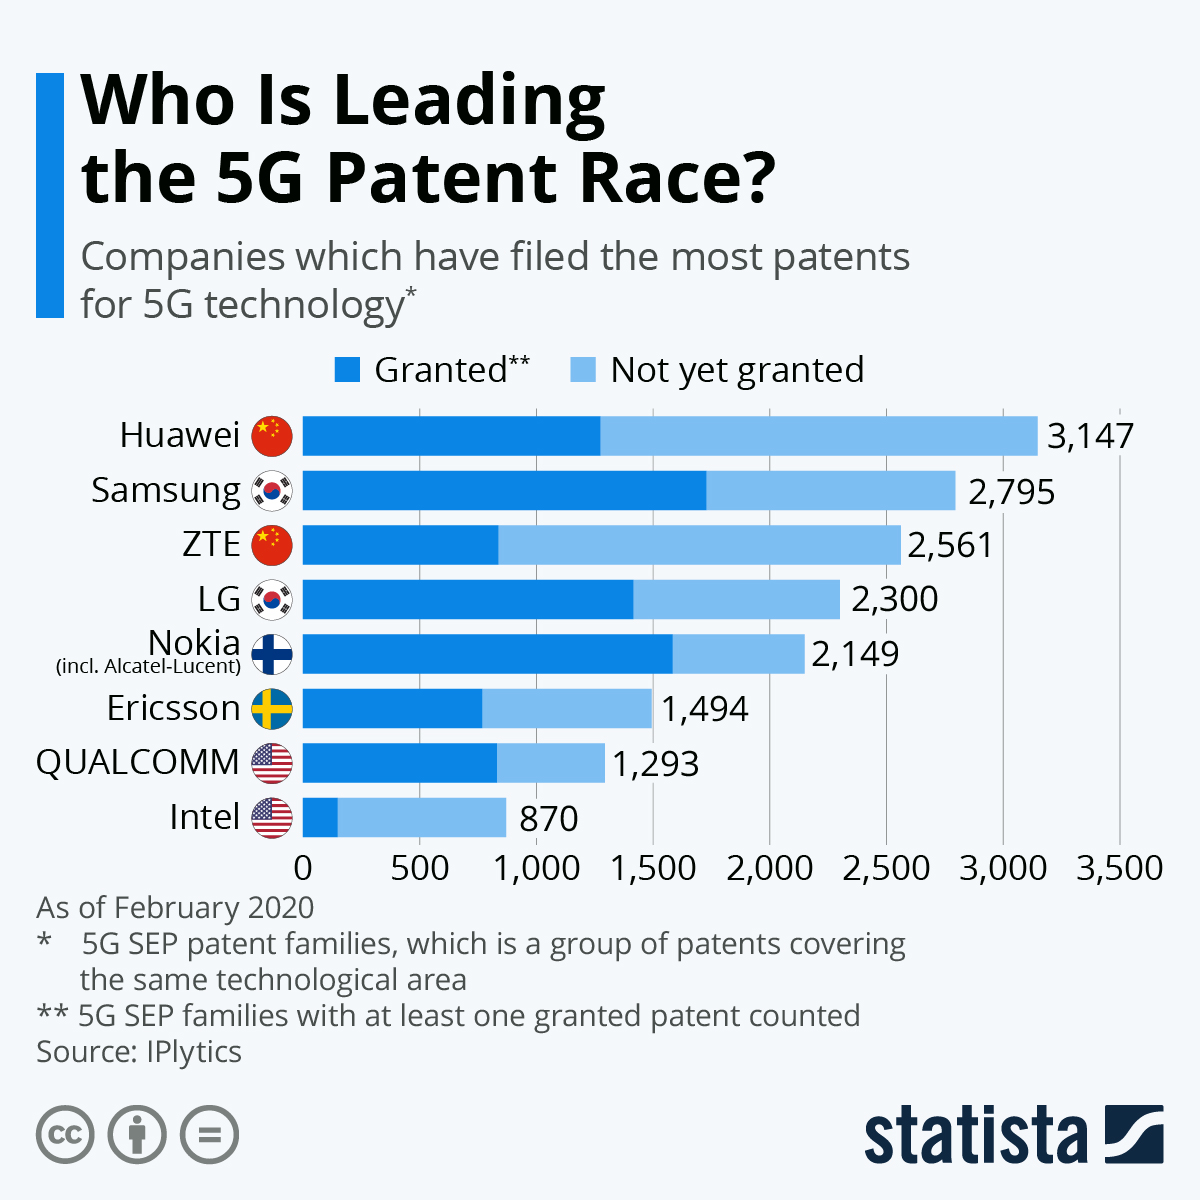 Who Is Leading
the 5G Patent Race?
Companies which have filed the most patents
for 5G technology*
Granted** Not yet granted
Huawei 3,147
Samsung 2,795
ZTE 2,561
LG 2,300
Nokia 2,149
(incl. Alcatel-Lucent)
Ericsson 1,494
QUALCOMM 1,293
Intel 870
0 500 1,000 1,500 2,000 2,500 3,000 3,500
As of February 2020
* 5G SEP patent families, which is a group of patents covering
the same technological area
** 5G SEP families with at least one granted patent counted
Source: IPlytics
cc
statista